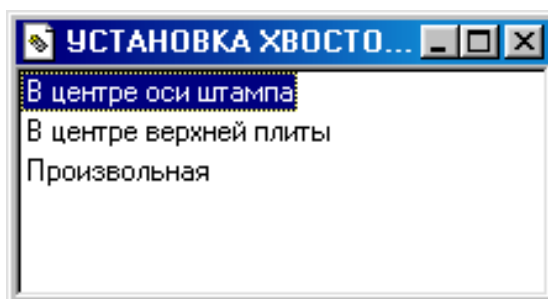 УСТАНОВКА ХВОСТО...
В центре оси штампа
В центре верхней плиты
Произвольная